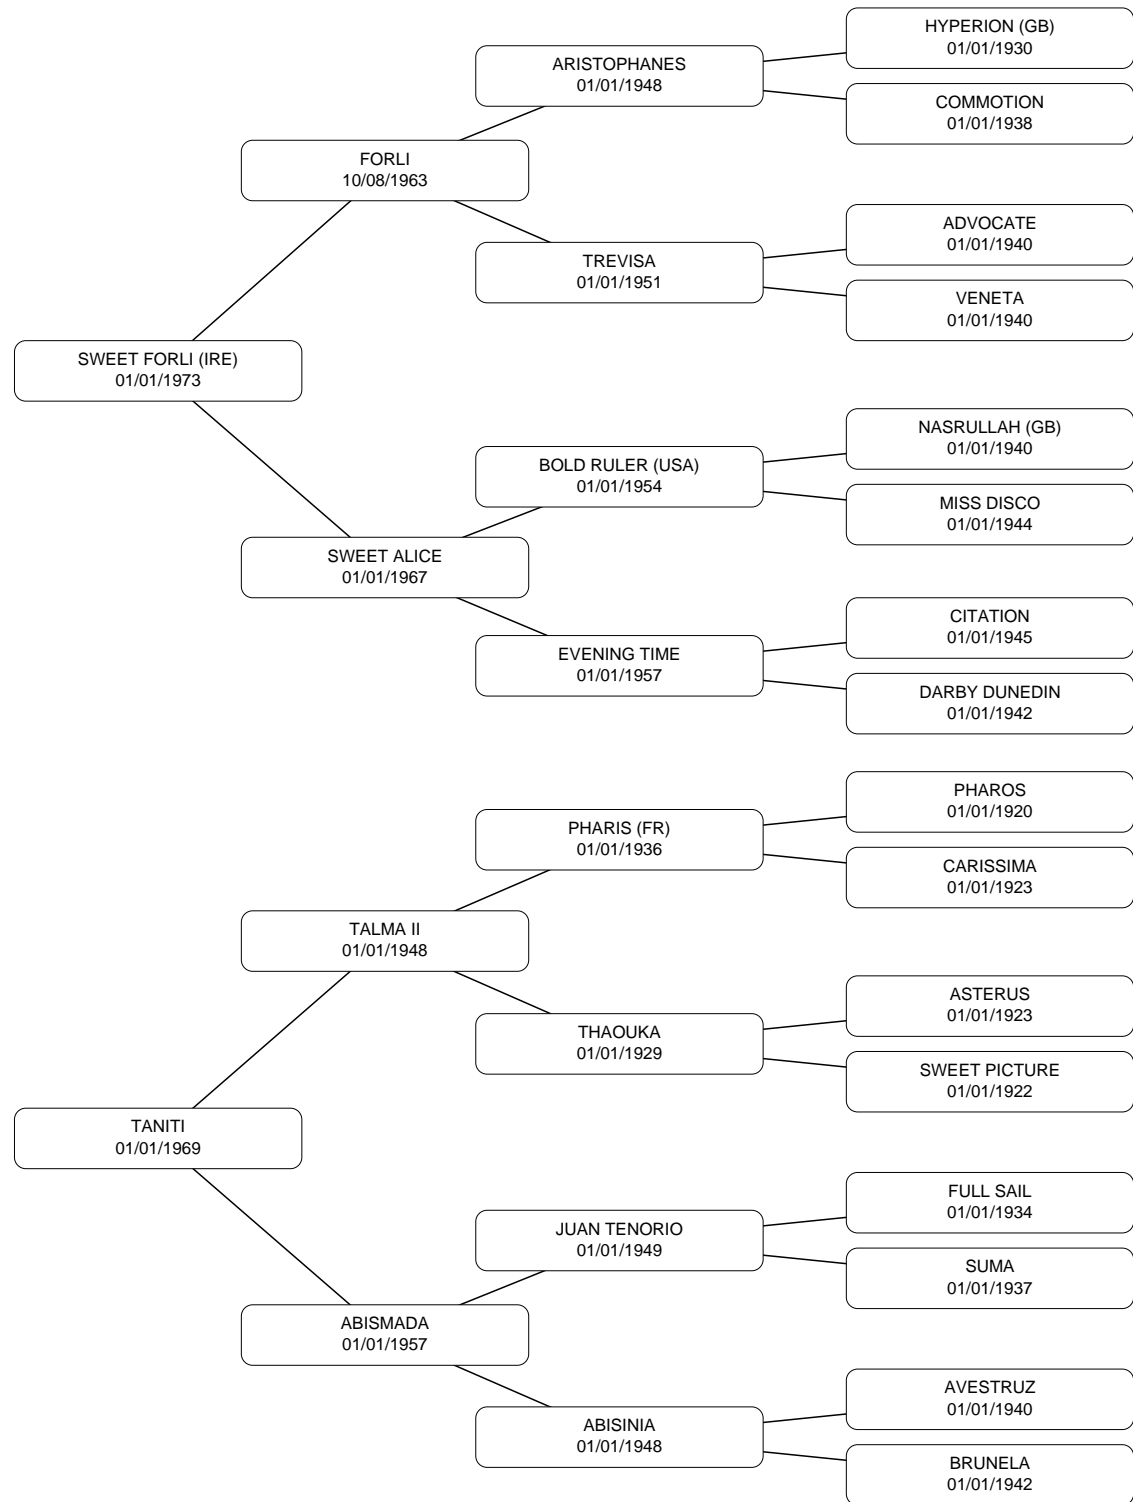 HYPERION (GB)
01/01/1930
ARISTOPHANES
01/01/1948
COMMOTION
01/01/1938
FORLI
10/08/1963
ADVOCATE
01/01/1940
TREVISA
01/01/1951
VENETA
01/01/1940
SWEET FORLI (IRE)
01/01/1973
NASRULLAH (GB)
01/01/1940
BOLD RULER (USA)
01/01/1954
MISS DISCO
01/01/1944
SWEET ALICE
01/01/1967
CITATION
01/01/1945
EVENING TIME
01/01/1957
DARBY DUNEDIN
01/01/1942
PHAROS
01/01/1920
PHARIS (FR)
01/01/1936
CARISSIMA
01/01/1923
TALMA II
01/01/1948
ASTERUS
01/01/1923
THAOUKA
01/01/1929
SWEET PICTURE
01/01/1922
TANITI
01/01/1969
FULL SAIL
01/01/1934
JUAN TENORIO
01/01/1949
SUMA
01/01/1937
ABISMADA
01/01/1957
AVESTRUZ
01/01/1940
ABISINIA
01/01/1948
BRUNELA
01/01/1942